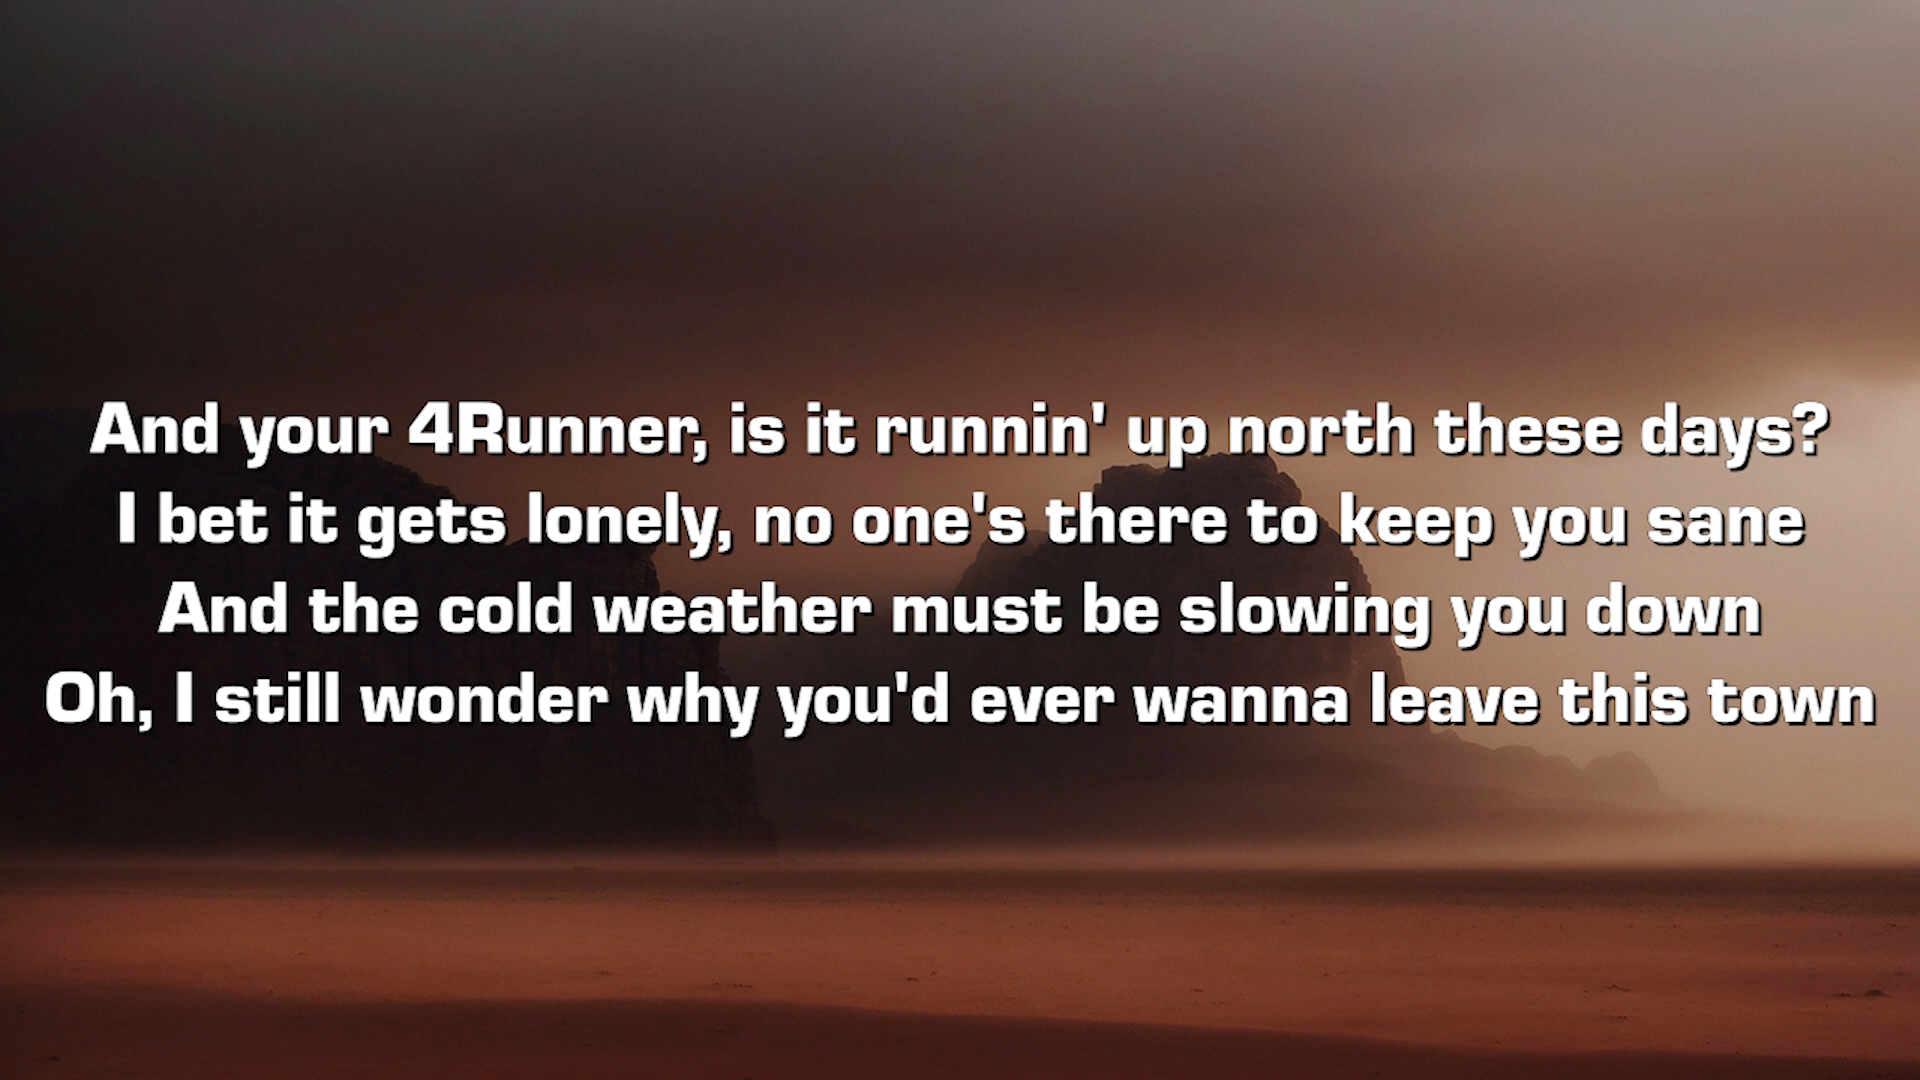 And your 4Runner, is it runnin' up north these days?
I bet it gets lonely, no one's there to keep you sane
And the cold weather must be slowing you down
Oh, I still wonder why you'd ever wanna leave this town